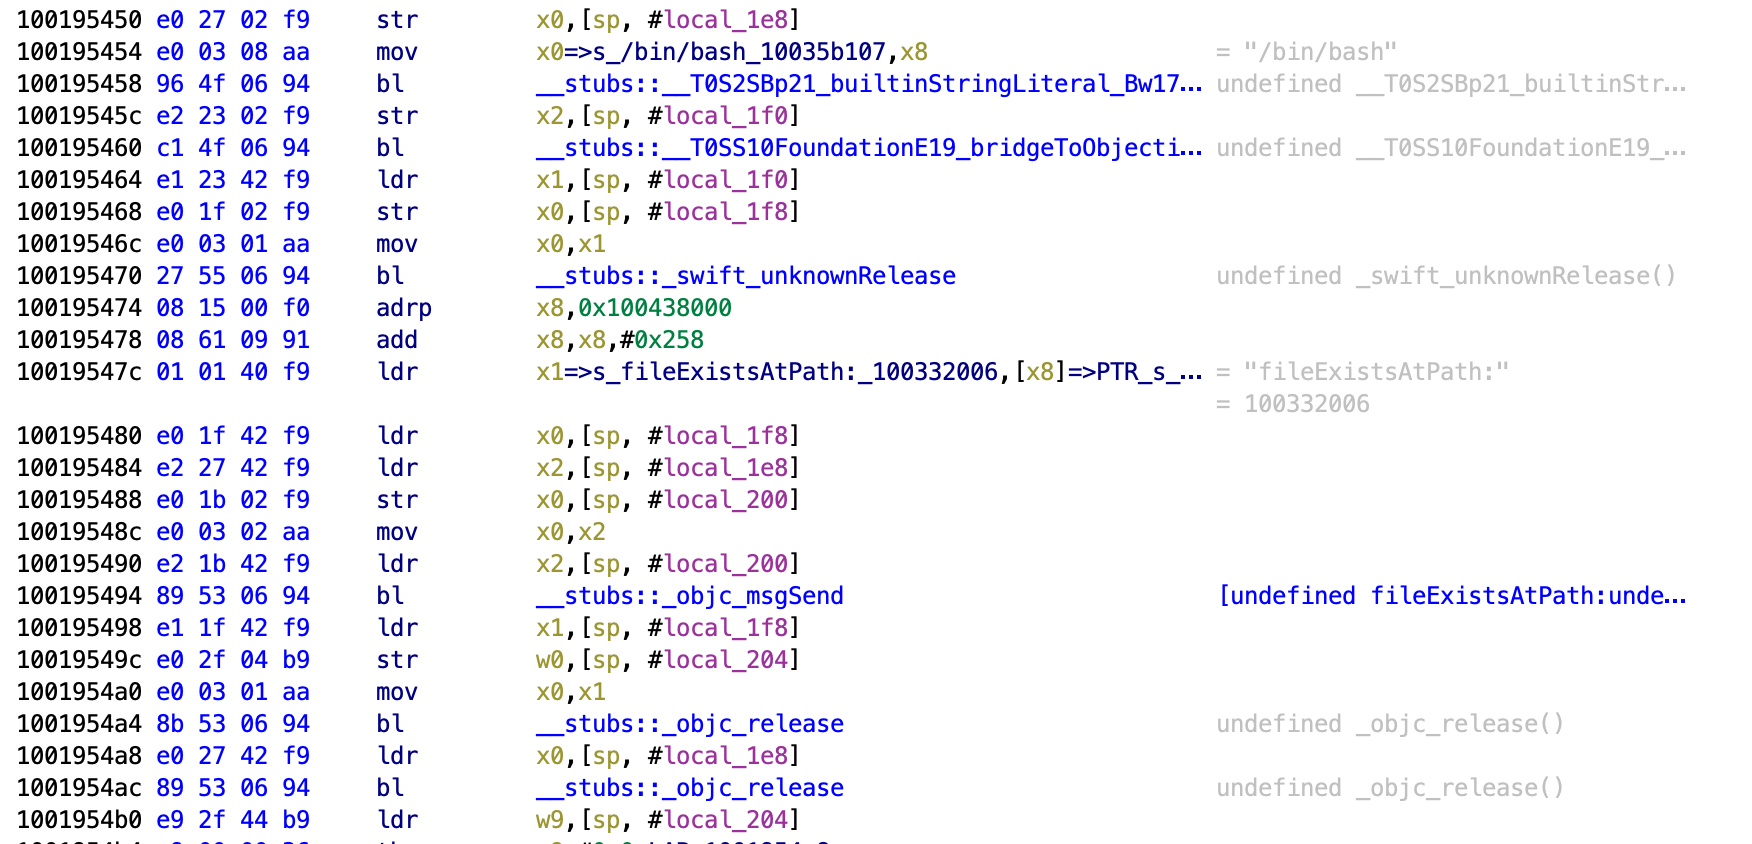 100195450 e0 27 02 f9 str x0,[sp, #local_1e8]
100195454 e0 03 08 aa mov x0=>s_/bin/bash_10035b107,x8 = "/bin/bash"
100195458 96 4f 06 94 bl __stubs::__T0S2SBp21_builtinStringLiteral_Bw17... undefined __T0S2SBp21_builtinStr...
10019545c e2 23 02 f9 str x2,[sp, #local_1f0]
100195460 c1 4f 06 94 bl __stubs::__T0SS10FoundationE19_bridgeToObjecti... undefined __T0SS10FoundationE19_...
100195464 e1 23 42 f9 ldr x1,[sp, #local_1f0]
100195468 e0 1f 02 f9 str x0,[sp, #local_1f8]
10019546c e0 03 01 aa mov x0,x1
100195470 27 55 06 94 bl __stubs::_swift_unknownRelease undefined _swift_unknownRelease()
100195474 08 15 00 f0 adrp x8,0x100438000
100195478 08 61 09 91 add x8,x8,#0x258
10019547c 01 01 40 f9 ldr x1=>s_fileExistsAtPath:_100332006,[x8]=>PTR_s_... = "fileExistsAtPath:"
= 100332006
100195480 e0 1f 42 f9 ldr x0,[sp, #local_1f8]
100195484 e2 27 42 f9 ldr x2,[sp, #local_1e8]
100195488 e0 1b 02 f9 str x0,[sp, #local_200]
10019548c e0 03 02 aa mov x0,x2
100195490 e2 1b 42 f9 ldr x2,[sp, #local_200]
100195494 89 53 06 94 bl __stubs::_objc_msgSend [undefined fileExistsAtPath:unde...
100195498 e1 1f 42 f9 ldr x1,[sp, #local_1f8]
10019549c e0 2f 04 b9 str w0,[sp, #local_204]
1001954a0 e0 03 01 aa mov x0,x1
1001954a4 8b 53 06 94 bl __stubs::_objc_release undefined _objc_release()
1001954a8 e0 27 42 f9 ldr x0,[sp, #local_1e8]
1001954ac 89 53 06 94 bl __stubs::_objc_release undefined _objc_release()
1001954b0 e9 2f 44 b9 ldr w9,[sp, #local_204]